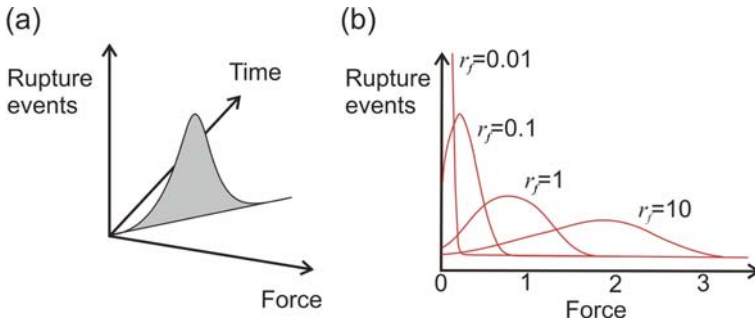 (a)
Rupture
events
Time
Force
(b)
Rupture
events
r_f=0.01
r_f=0.1
r_f=1
r_f=10
0 1 2 3
Force